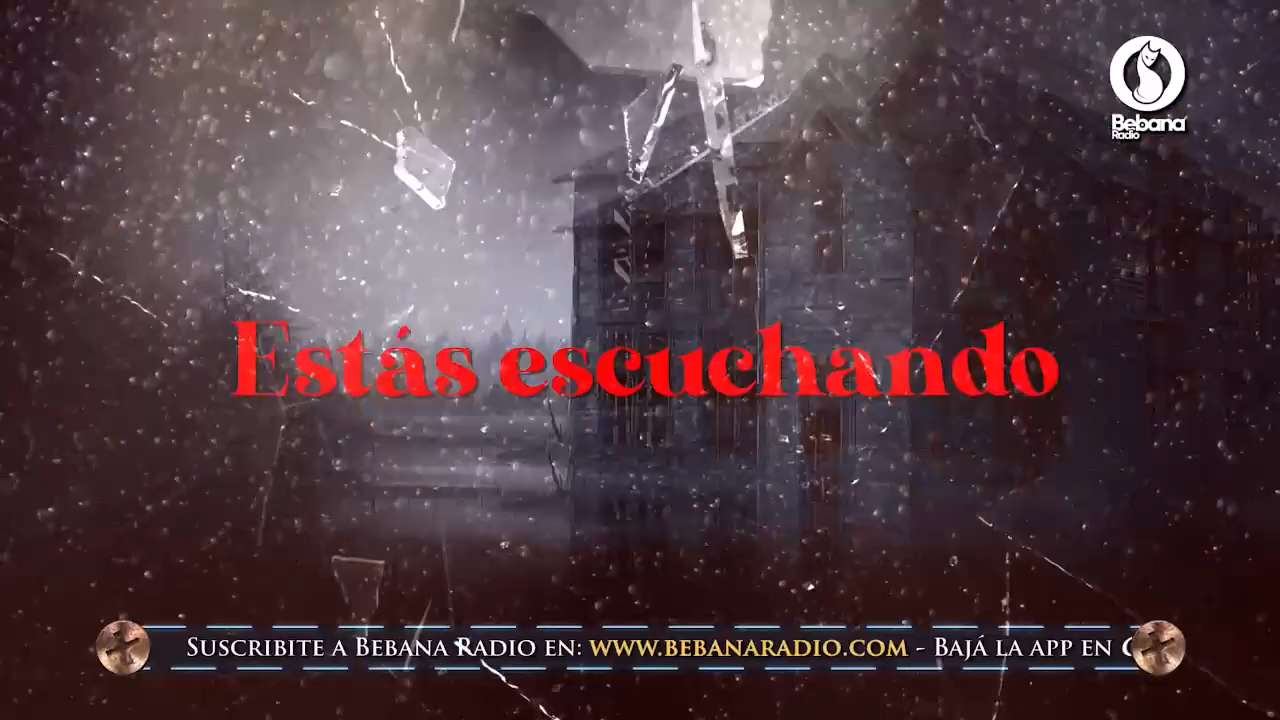 Bebana
Radio
Estás escuchando
SUSCRIBITE A BEBANA RADIO EN: WWW.BEBANARADIO.COM - BAJÁ LA APP EN